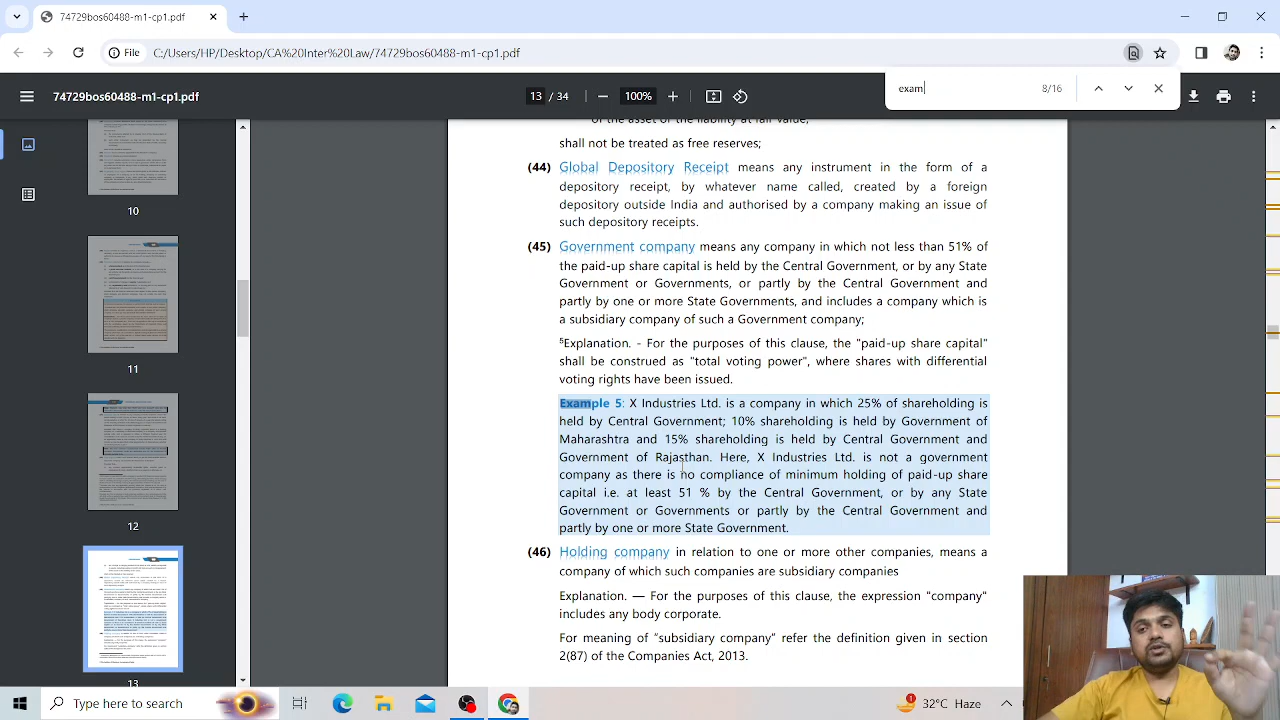 74729bos60488-m1-cp1.pdf
File
C:/Users/HP/Desktop/CA%20Inter%20Law/74729bos60488-m1-cp1.pdf
exam
8/16
74729bos60488-m1-cp1.pdf
13
100%
shall not be treated as free reserves.
Global Depository Receipt means any instrument in the form of a
depository receipt, by whatever name called, created by a foreign
depository outside India and authorised by a company making an issue of
such depository receipts.
(45) Government company means any company in which not less than 51% of
the paid-up share capital is held by the Central Government, or by any State
Government or Governments, or partly by the Central Government and
partly by one or more State Governments, and includes a company which is
a subsidiary company of such a Government company;
Explanation. - For the purposes of this clause, the "paid-up share capital"
shall be construed as "total voting power", where shares with differential
voting rights have been issued.
Example 5: X Industries Ltd. is a company in whom 25% of shareholding is
held by Central Government, 10% shareholding is held by Government of
Maharashtra and 15% shareholding is held by Central Government and
Government of Rajasthan. Here, X Industries Ltd. is not a government
company as there is no compliance of minimum holding of paid-up share
capital i.e. at least 51 % by the Central Government, or by any State
Government or Governments or partly by the Central Government and
partly by one or more State Government.
(46) Holding company in relation to one or more other companies, means a
company of which such companies are subsidiary companies
Explanation. — For the purposes of this clause, the expression "company"
includes any body corporate.
For meaning of "subsidiary company" refer to definition given in section
2(87) of the Companies Act, 2013
10
11
12
13
Type here to search
32°C Haze